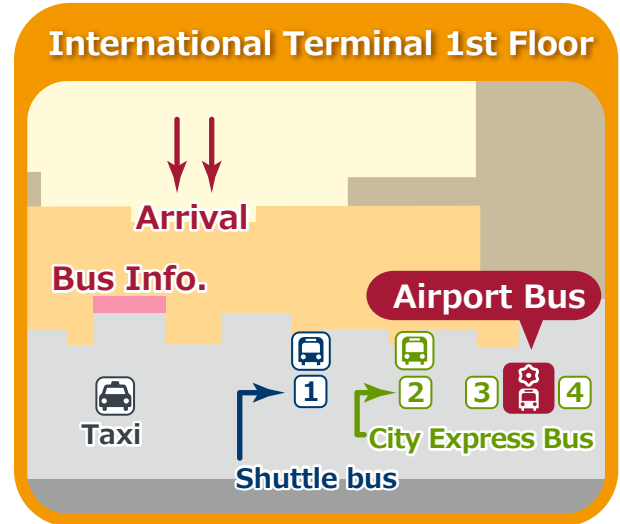 International Terminal 1st Floor
Arrival
Bus Info.
Airport Bus
1
2
3
4
Taxi
City Express Bus
Shuttle bus